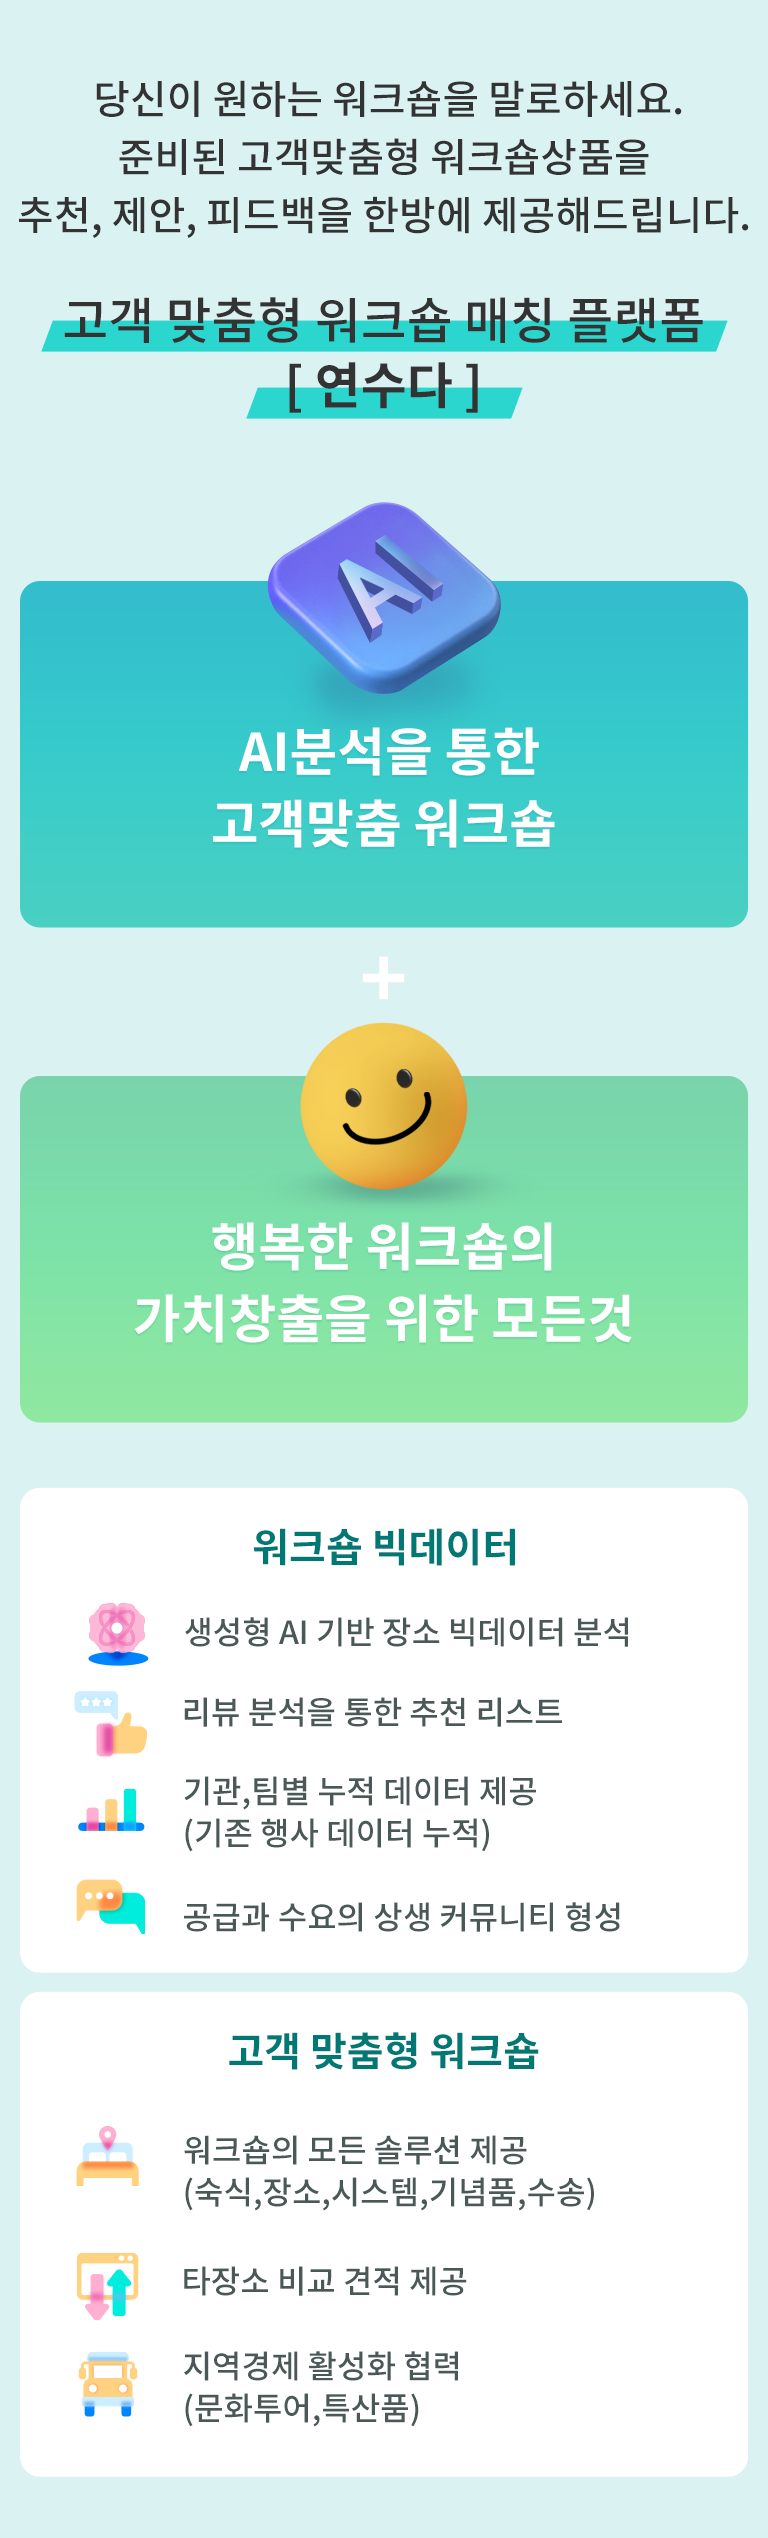 당신이 원하는 워크숍을 말로하세요.
준비된 고객맞춤형 워크숍상품을
추천, 제안, 피드백을 한방에 제공해드립니다.
고객 맞춤형 워크숍 매칭 플랫폼
[ 연수다 ]
AI
AI분석을 통한
고객맞춤 워크숍
+
행복한 워크숍의
가치창출을 위한 모든것
워크숍 빅데이터
생성형 AI 기반 장소 빅데이터 분석
리뷰 분석을 통한 추천 리스트
기관,팀별 누적 데이터 제공
(기존 행사 데이터 누적)
공급과 수요의 상생 커뮤니티 형성
고객 맞춤형 워크숍
워크숍의 모든 솔루션 제공
(숙식,장소,시스템,기념품,수송)
타장소 비교 견적 제공
지역경제 활성화 협력
(문화투어,특산품)